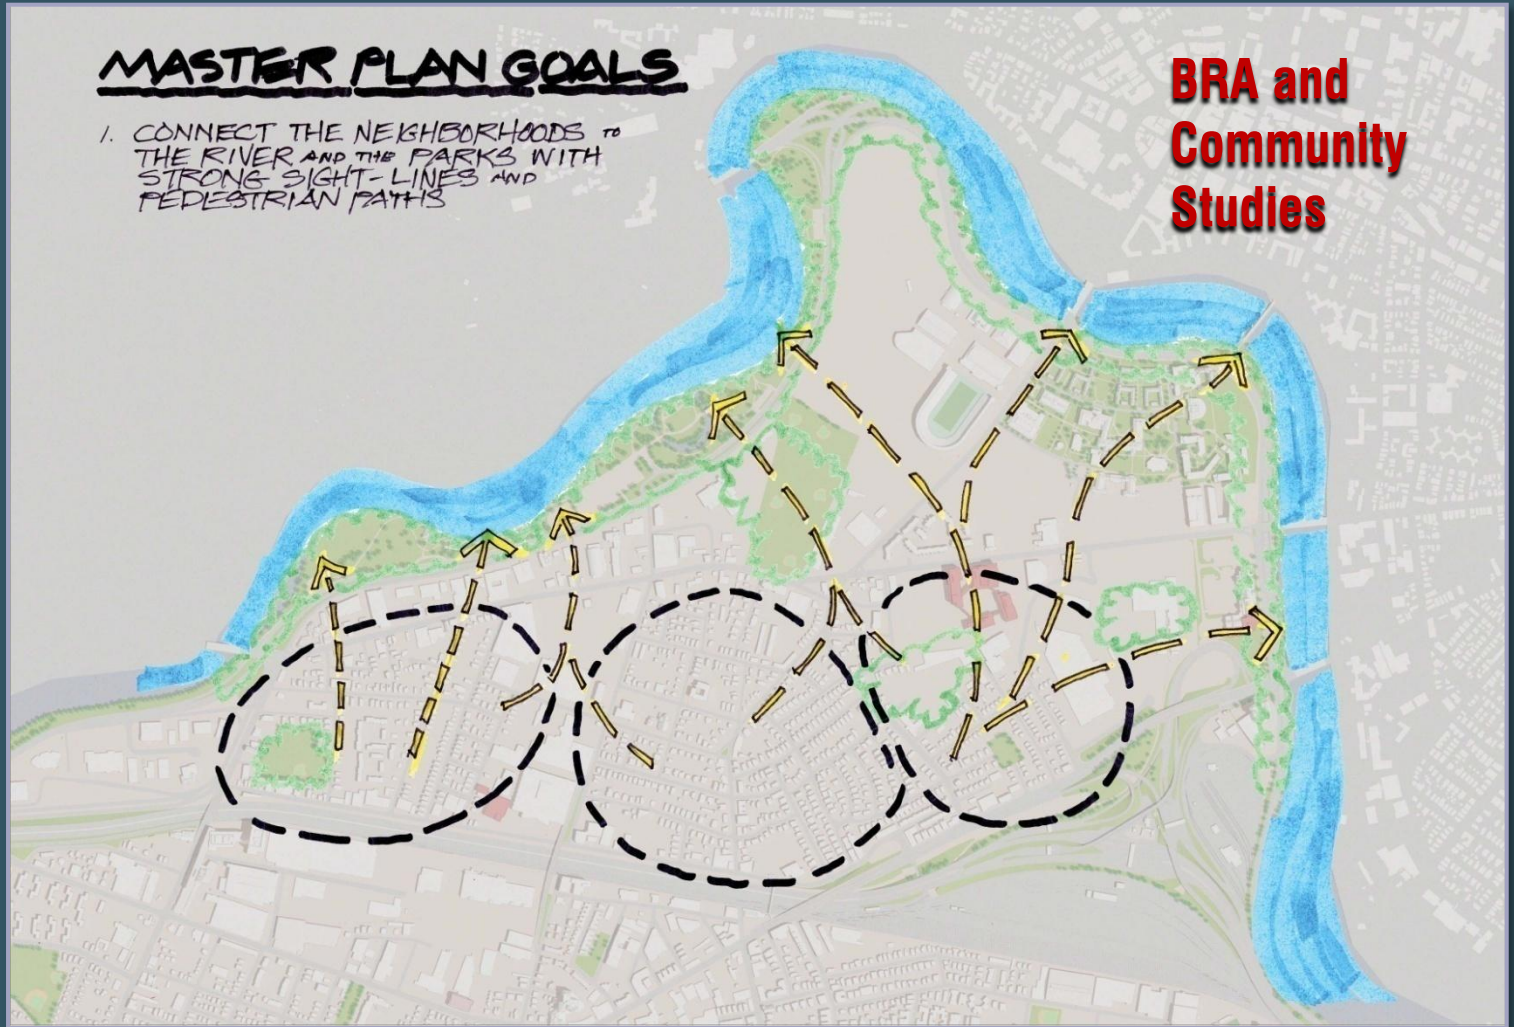 MASTER PLAN GOALS
1. CONNECT THE NEIGHBORHOODS TO
THE RIVER AND THE PARKS WITH
STRONG SIGHT-LINES AND
PEDESTRIAN PATHS
BRA and
Community
Studies